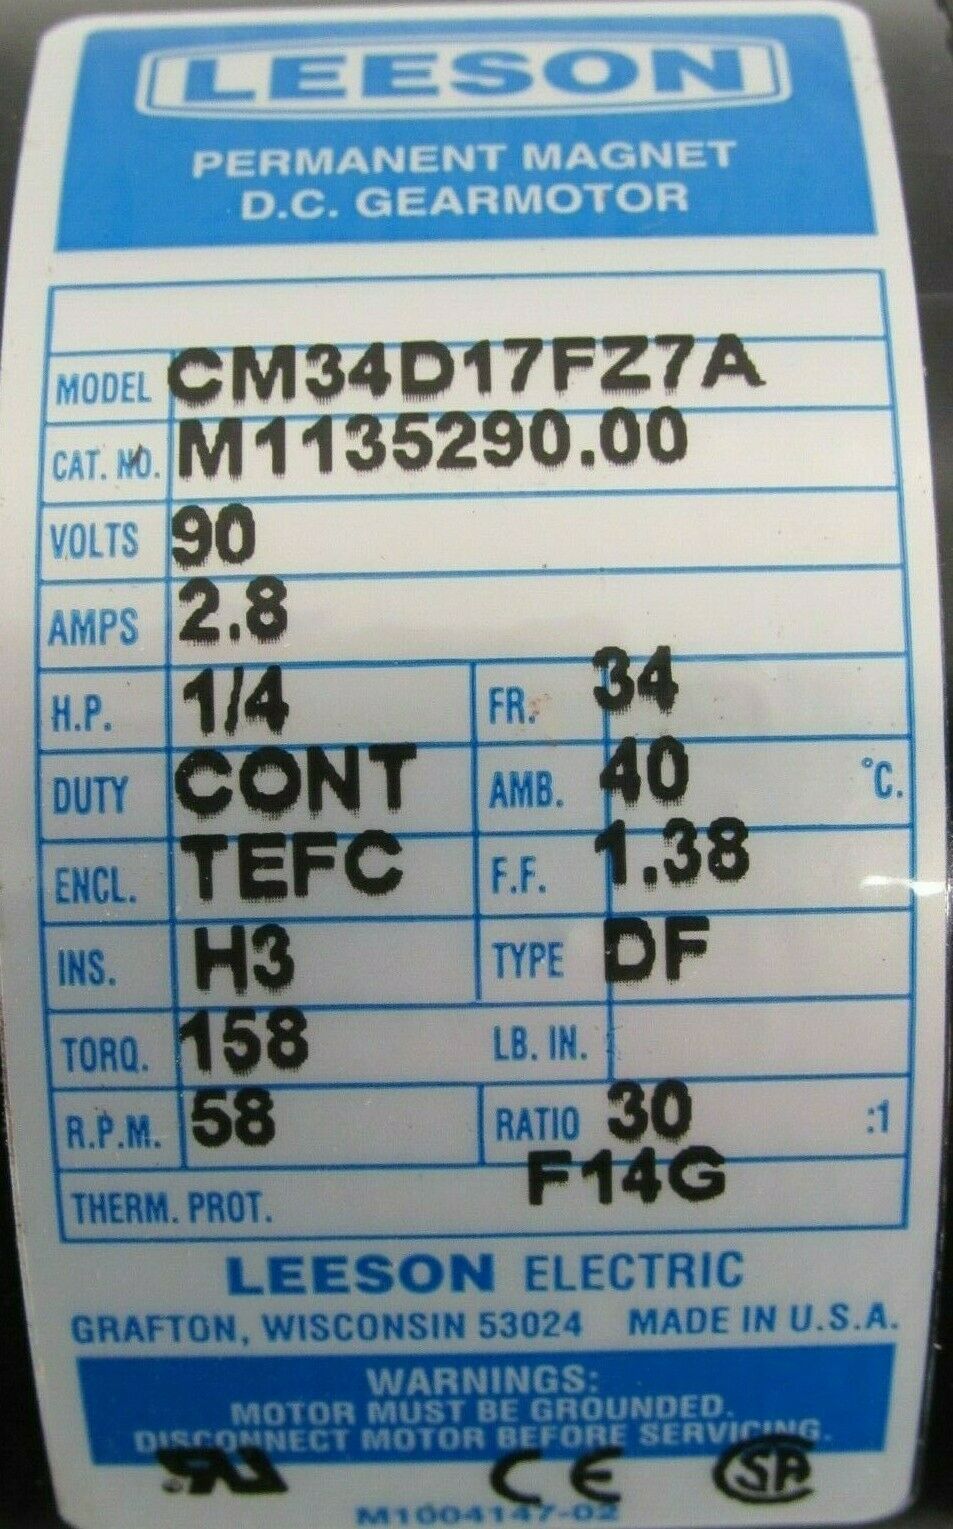 LEESON
PERMANENT MAGNET
D.C. GEARMOTOR
MODEL CM34D17FZ7A
CAT. NO. M1135290.00
VOLTS 90
AMPS 2.8
H.P. 1/4 FR. 34
DUTY CONT AMB. 40 °C.
ENCL. TEFC F.F. 1.38
INS. H3 TYPE DF
TORQ. 158 LB. IN.
R.P.M. 58 RATIO 30 :1
THERM. PROT. F14G
LEESON ELECTRIC
GRAFTON, WISCONSIN 53024 MADE IN U.S.A.
WARNINGS:
MOTOR MUST BE GROUNDED.
DISCONNECT MOTOR BEFORE SERVICING.
RU CE SA
M1004147-02